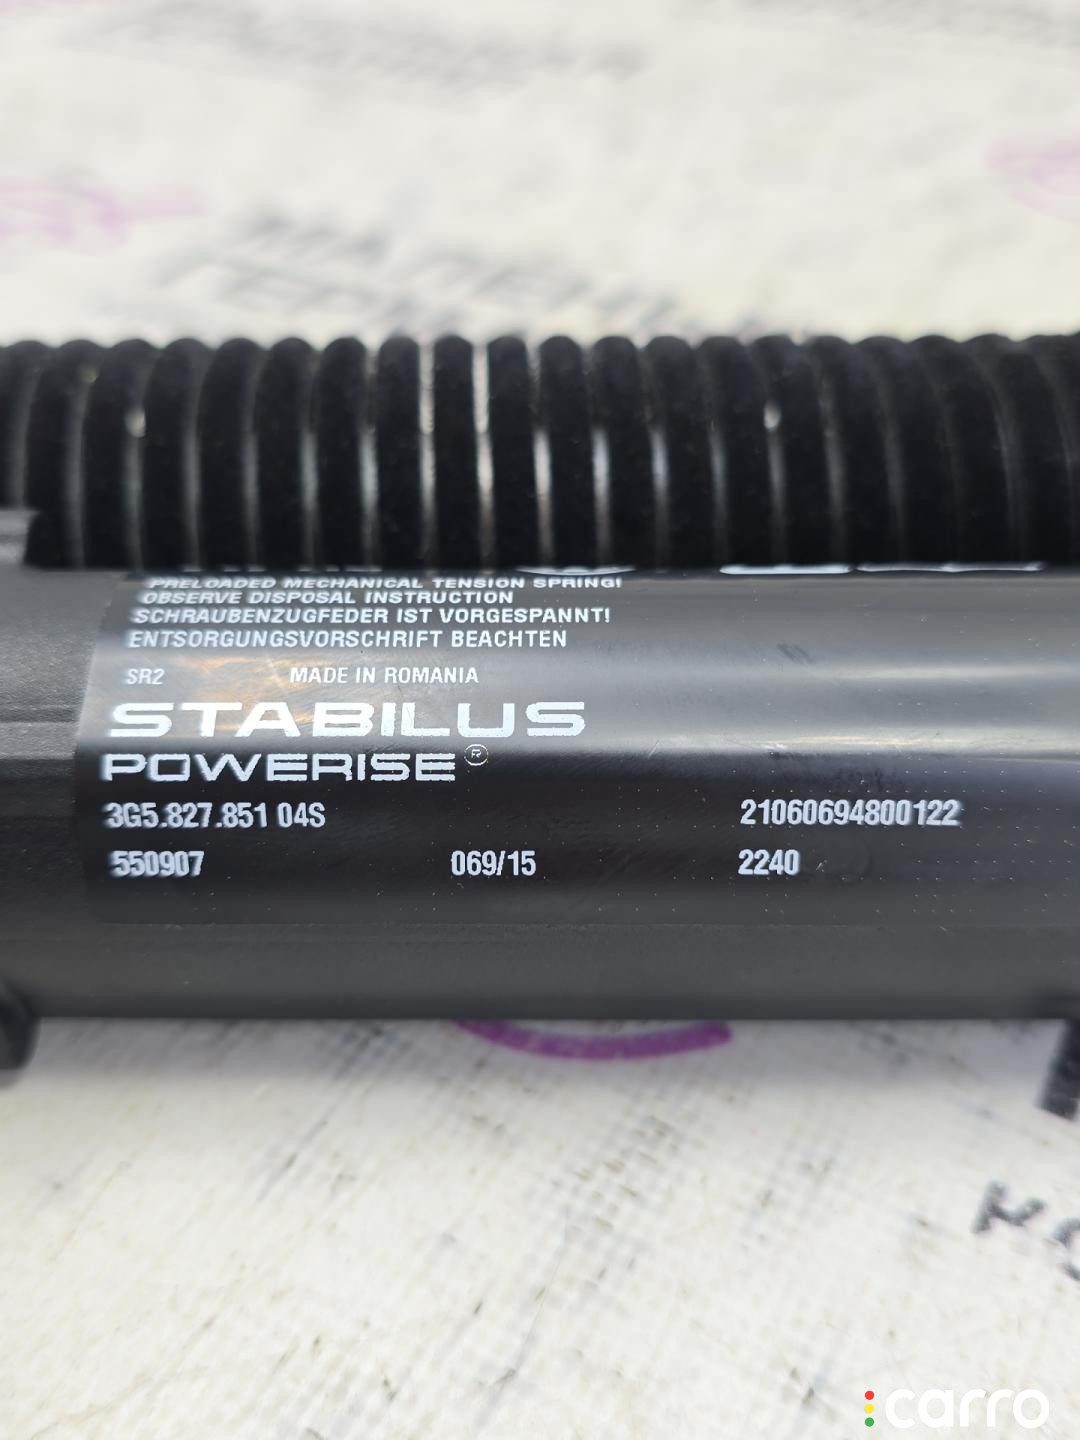 PRELOADED MECHANICAL TENSION SPRING!
OBSERVE DISPOSAL INSTRUCTION
SCHRAUBENZUGFEDER IST VORGESPANNT!
ENTSORGUNGSVORSCHRIFT BEACHTEN
SR2 MADE IN ROMANIA
STABILUS
POWERISE®
3G5.827.851 04S 21060694800122
550907 069/15 2240
carro